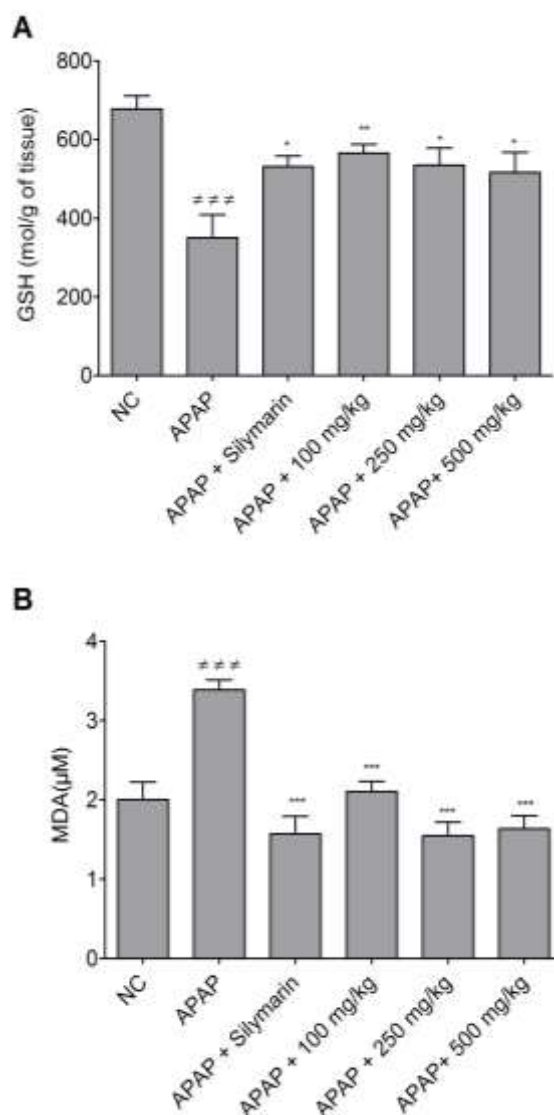 A
GSH (mol/g of tissue)
800
600
400
200
0
≠ ≠ ≠
*
**
*
*
NC
APAP
APAP + Silymarin
APAP + 100 mg/kg
APAP + 250 mg/kg
APAP+ 500 mg/kg
B
MDA(µM)
4
3
2
1
0
≠ ≠ ≠
***
***
***
***
NC
APAP
APAP + Silymarin
APAP + 100 mg/kg
APAP + 250 mg/kg
APAP+ 500 mg/kg